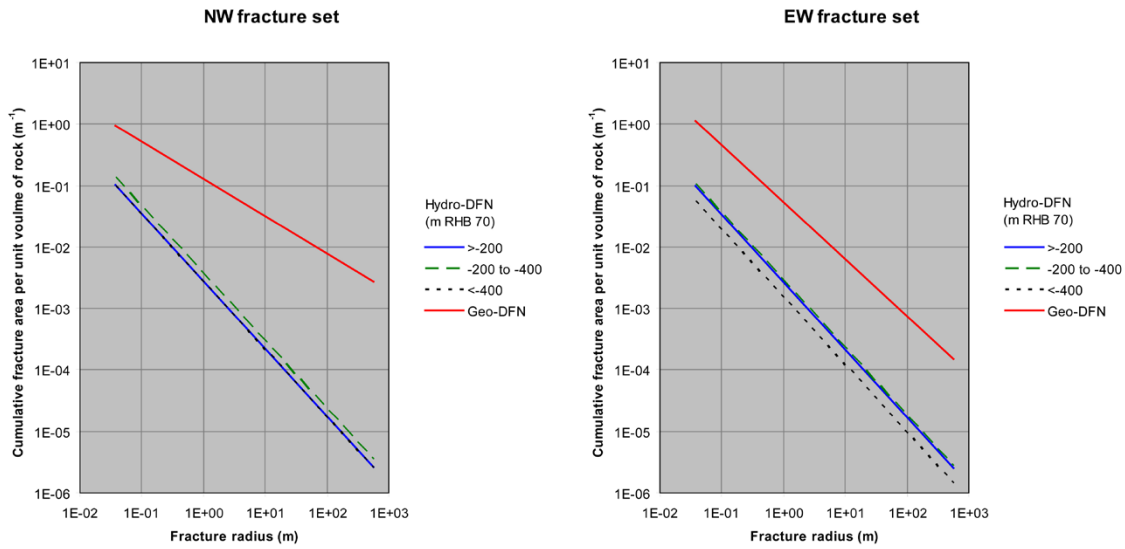 NW fracture set
Cumulative fracture area per unit voulme of rock (m-1)
1E+01
1E+00
1E-01
1E-02
1E-03
1E-04
1E-05
1E-06
1E-02 1E-01 1E+00 1E+01 1E+02 1E+03
Fracture radius (m)
Hydro-DFN
(m RHB 70)
>-200
-200 to -400
<-400
Geo-DFN
EW fracture set
Cumulative fracture area per unit voulme of rock (m-1)
1E+01
1E+00
1E-01
1E-02
1E-03
1E-04
1E-05
1E-06
1E-02 1E-01 1E+00 1E+01 1E+02 1E+03
Fracture radius (m)
Hydro-DFN
(m RHB 70)
>-200
-200 to -400
<-400
Geo-DFN